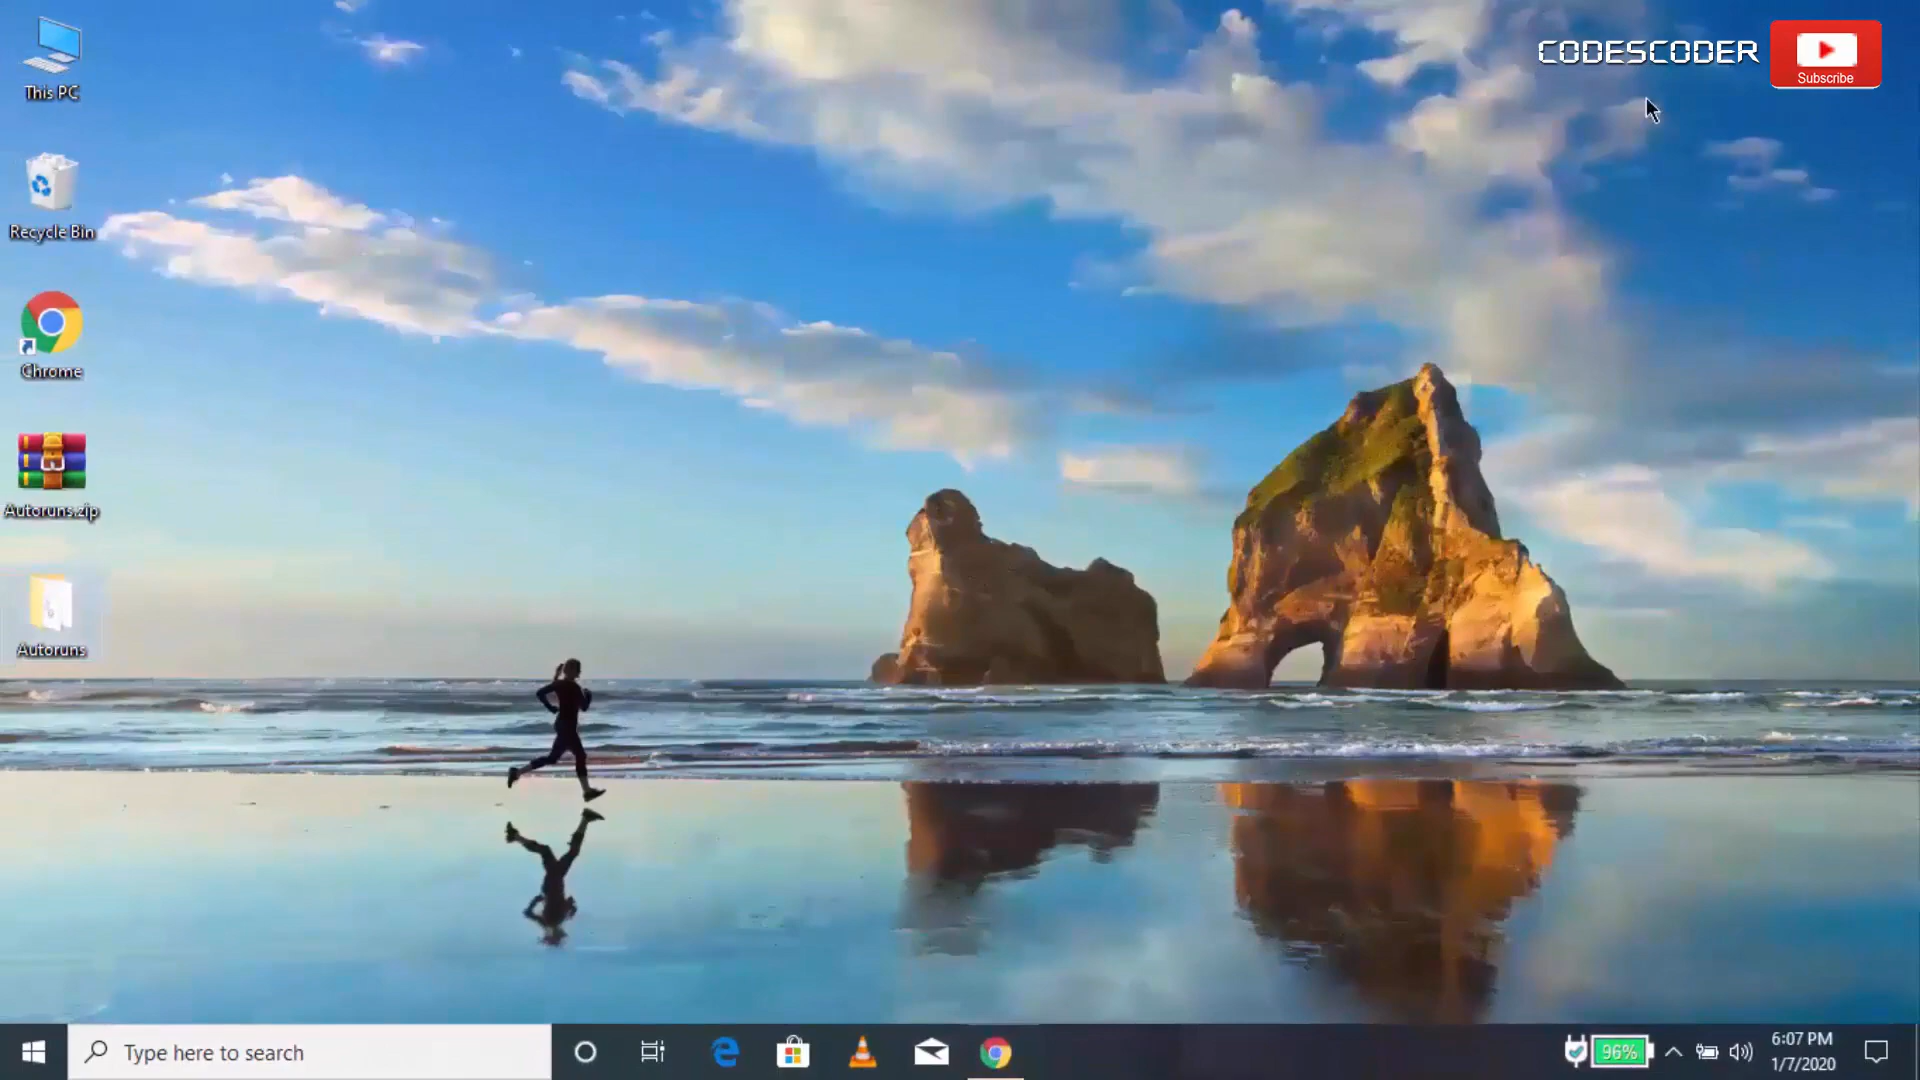 CODESCODER
Subscribe
This PC
Recycle Bin
Chrome
Autoruns.zip
Autoruns
Type here to search
96%
6:07 PM
1/7/2020